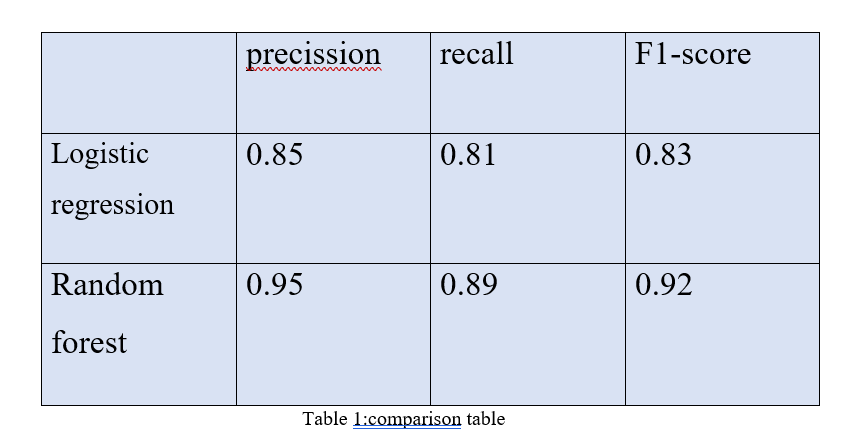 precission recall F1-score
Logistic regression 0.85 0.81 0.83
Random forest 0.95 0.89 0.92
Table 1:comparison table